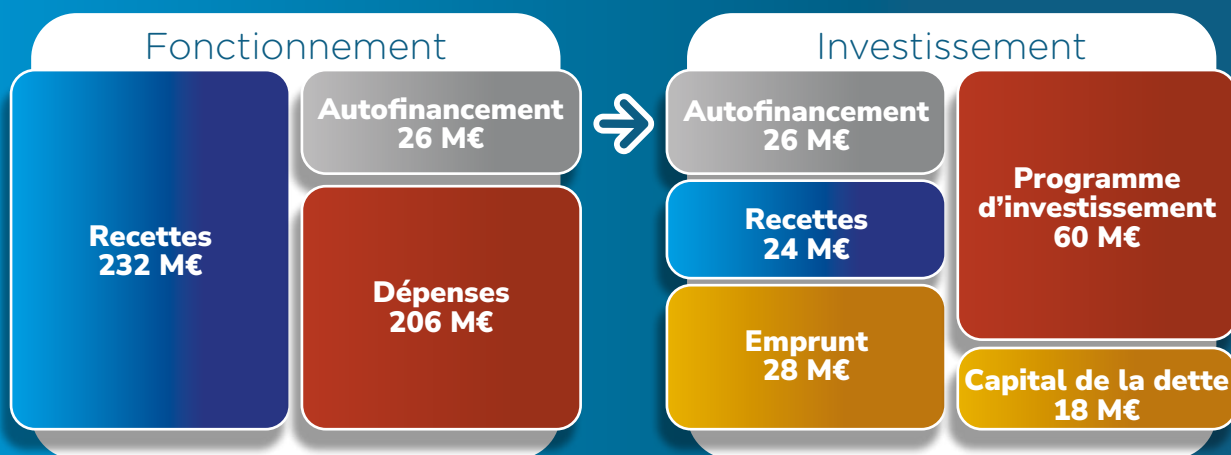 Fonctionnement
Recettes
232 M€
Autofinancement
26 M€
Dépenses
206 M€
Investissement
Autofinancement
26 M€
Recettes
24 M€
Emprunt
28 M€
Programme
d’investissement
60 M€
Capital de la dette
18 M€